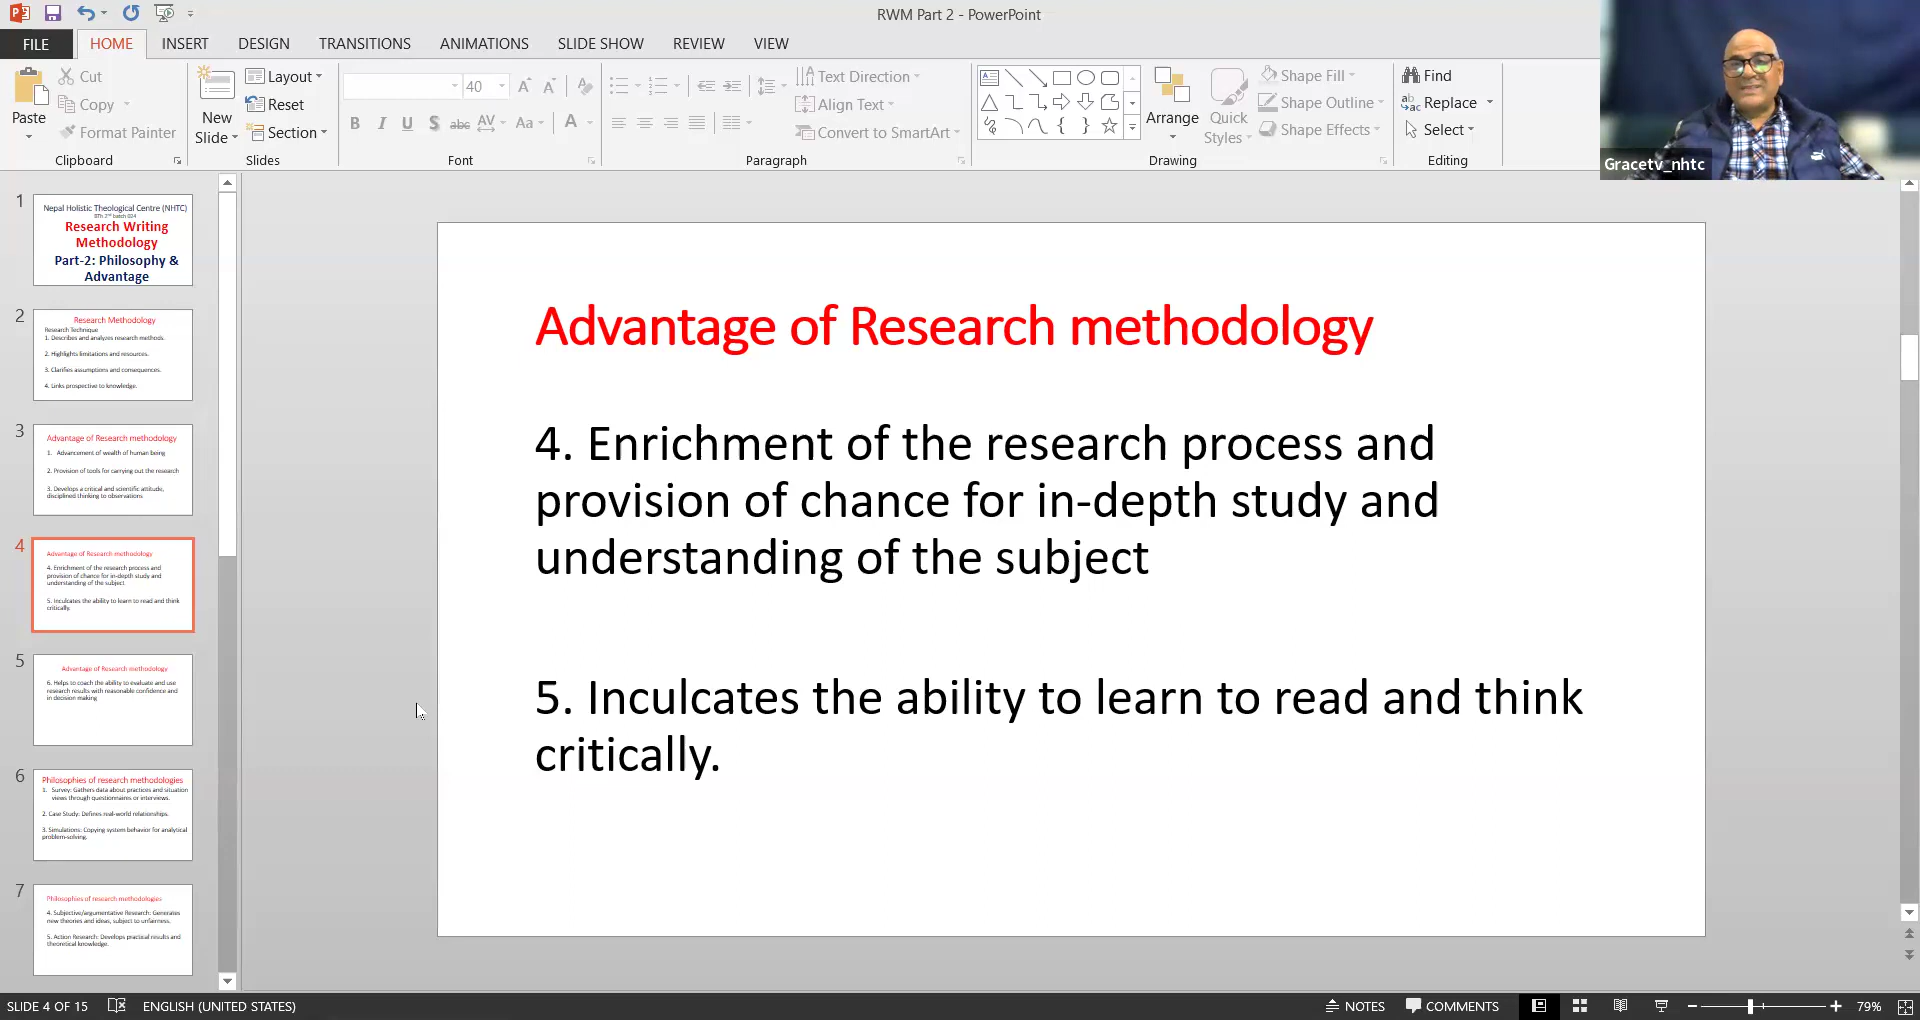 RWM Part 2 - PowerPoint
FILE HOME INSERT DESIGN TRANSITIONS ANIMATIONS SLIDE SHOW REVIEW VIEW
Paste
Cut
Copy
Format Painter
Clipboard
New
Slide
Layout
Reset
Section
Slides
40
B I U S abc AV Aa A
Font
Text Direction
Align Text
Convert to SmartArt
Paragraph
Arrange
Quick
Styles
Shape Fill
Shape Outline
Shape Effects
Drawing
Find
Replace
Select
Editing
Gracetv_nhtc
1
Nepal Holistic Theological Centre (NHTC)
BTh 2nd batch 024
Research Writing
Methodology
Part-2: Philosophy &
Advantage
2
Research Methodology
Research Technique
1. Describes and analyzes research methods.
2. Highlights limitations and resources.
3. Clarifies assumptions and consequences.
4. Links prospective to knowledge.
3
Advantage of Research methodology
1. Advancement of wealth of human being
2. Provision of tools for carrying out the research
3. Develops a critical and scientific attitude,
disciplined thinking to observations
4
Advantage of Research methodology
4. Enrichment of the research process and
provision of chance for in-depth study and
understanding of the subject
5. Inculcates the ability to learn to read and think
critically.
5
Advantage of Research methodology
6. Helps to coach the ability to evaluate and use
research results with reasonable confidence and
in decision making
6
Philosophies of research methodologies
1. Survey: Gathers data about practices and situation
views through questionnaires or interviews.
2. Case Study: Defines real-world relationships.
3. Simulations: Copying system behavior for analytical
problem-solving.
7
Philosophies of research methodologies
4. Subjective/argumentative Research: Generates
new theories and ideas, subject to unfairness.
5. Action Research: Develops practical results and
theoretical knowledge.
Advantage of Research methodology
4. Enrichment of the research process and
provision of chance for in-depth study and
understanding of the subject
5. Inculcates the ability to learn to read and think
critically.
SLIDE 4 OF 15 ENGLISH (UNITED STATES) NOTES COMMENTS 79%